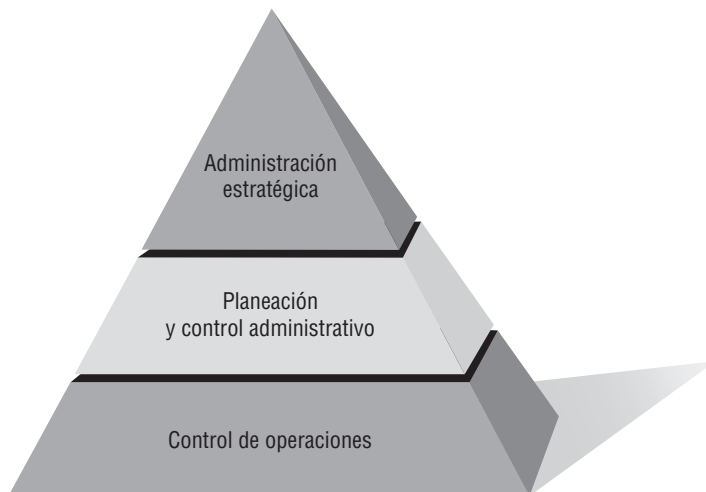 Administración
estratégica
Planeación
y control administrativo
Control de operaciones